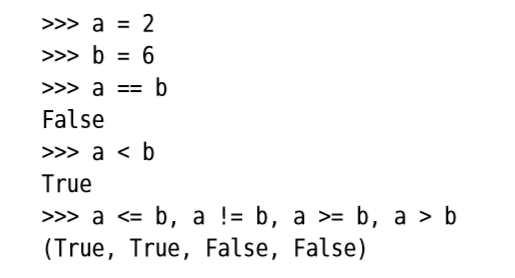 >>> a = 2
>>> b = 6
>>> a == b
False
>>> a < b
True
>>> a <= b, a != b, a >= b, a > b
(True, True, False, False)